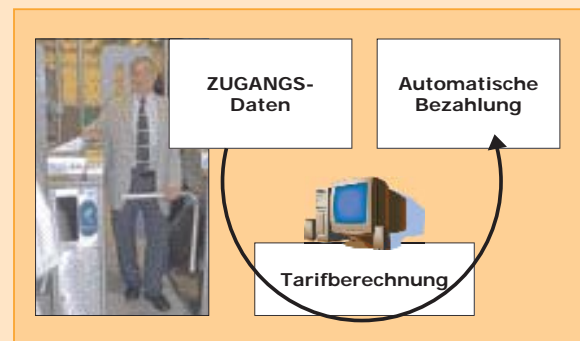 ZUGANGS-
Daten
Automatische
Bezahlung
Tarifberechnung